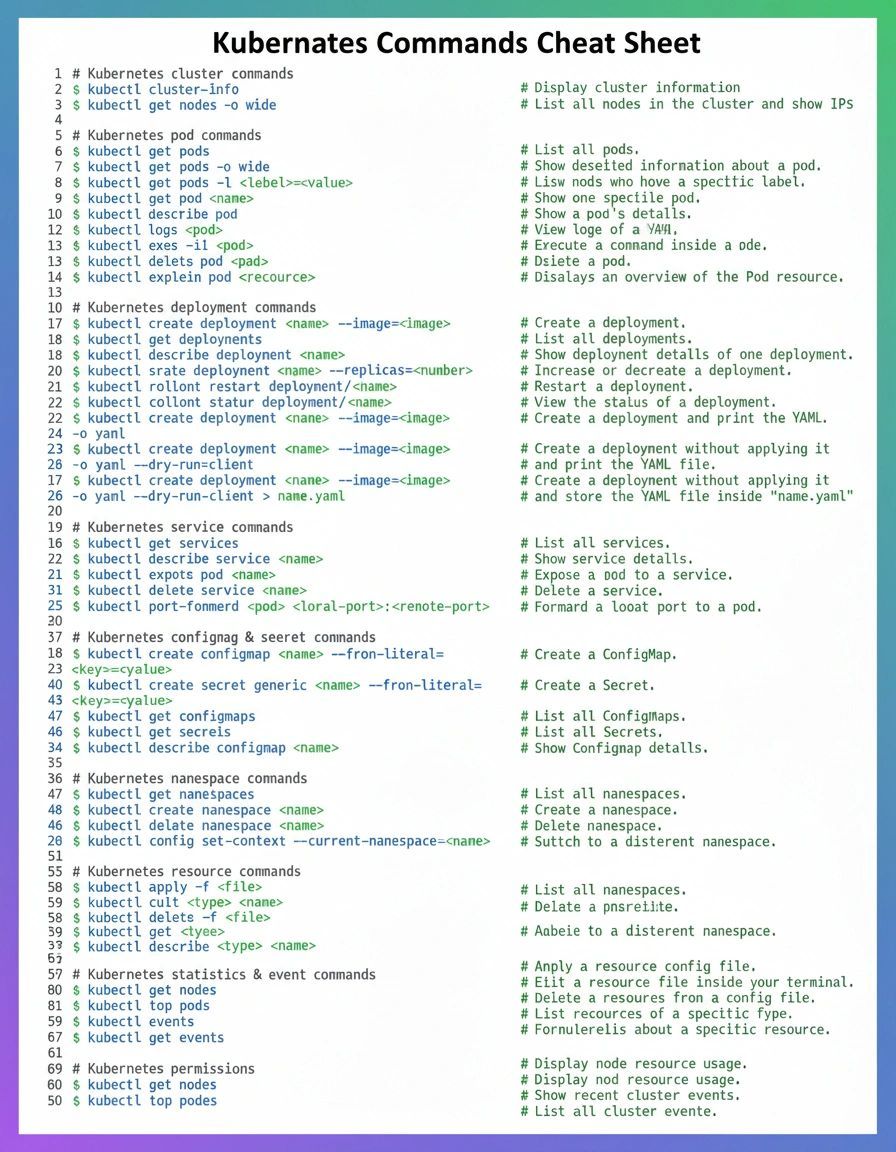 Kubernates Commands Cheat Sheet
1 # Kubernetes cluster conmands
2 $ kubectl cluster-info # Display cluster information
3 $ kubectl get nodes -o wide # List all nodes in the cluster and show IPs
4
5 # Kubernetes pod commands
6 $ kubectl get pods # List all pods.
7 $ kubectl get pods -o wide # Show deseited information about a pod.
8 $ kubectl get pods -l <lebel>=<value> # Lisw nods who hove a specific label.
9 $ kubectl get pod <name> # Show one spectile pod.
10 $ kubectl describe pod # Show a pod's detalls.
12 $ kubectl logs <pod> # View loge of a
13 $ kubectl exes -i1 <pod> # Execute a command inside a ode.
13 $ kubectl delets pod <pad> # Dsiete a pod.
14 $ kubectl explein pod <recource> # Disalays an overview of the Pod resource.
13
10 # Kubernetes deployment commands
17 $ kubectl create deployment <name> --image=<image> # Create a deployment.
18 $ kubectl get deploynents # List all deployments.
18 $ kubectl describe deployment <name> # Show deploynent detalls of one deployment.
20 $ kubectl srate deployment <name> --replicas=<nunber> # Increase or decreate a deployment.
21 $ kubectl rollont restart deployment/<name> # Restart a deployment.
22 $ kubectl collont statur deployment/<name> # View the status of a deployment.
22 $ kubectl create deployment <name> --image=<image> # Create a deployment and print the YAML.
24 -o yaml
23 $ kubectl create deployment <name> --image=<image> # Create a deployment without applying it
26 -o yaml --dry-run=client # and print the YAML file.
17 $ kubectl create deployment <name> --image=<image> # Create a deployment without applying it
26 -o yaml --dry-run-client > name.yaml # and store the YAML file inside "name.yaml"
20
19 # Kubernetes service commands
16 $ kubectl get services # List all services.
22 $ kubectl describe service <name> # Show service detalls.
21 $ kubectl expots pod <name> # Expose a pod to a service.
31 $ kubectl delete service <name> # Delete a service.
25 $ kubectl port-fonmerd <pod> <loral-port>:<renote-port> # Formard a looat port to a pod.
30
37 # Kubernetes confignag & seeret commands
18 $ kubectl create configmap <name> --fron-literal= # Create a ConfigMap.
23 <key>=<yalue>
40 $ kubectl create secret generic <name> --fron-literal= # Create a Secret.
43 <key>=<yalue>
47 $ kubectl get configmaps # List all ConfigMaps.
46 $ kubectl get secreis # List all Secrets.
34 $ kubectl describe configmap <name> # Show Confignap details.
35
36 # Kubernetes nanespace commands
47 $ kubectl get nanespaces # List all nanespaces.
48 $ kubectl create nanespace <name> # Create a nanespace.
46 $ kubectl delate nanespace <name> # Delete nanespace.
20 $ kubectl config set-context --current-nanespace=<name> # Suttch to a disterent nanespace.
51
55 # Kubernetes resource commands
58 $ kubectl apply -f <file> # List all nanespaces.
59 $ kubectl cult <type> <name> # Delate a
58 $ kubectl delets -f <file>
39 $ kubectl get <tyee> # Aabeie to a disterent nanespace.
33 $ kubectl describe <type> <name>
# Anply a resource config file.
57 # Kubernetes statistics & event commands
# Eiit a resource file inside your terminal.
80 $ kubectl get nodes # Delete a resoures fron a config file.
81 $ kubectl top pods # List recources of a specitic fype.
59 $ kubectl events # Fornulerelis about a specitic resource.
67 $ kubectl get events
61
69 # Kubernetes permissions # Display node resource usage.
60 $ kubectl get nodes # Display nod resource usage.
50 $ kubectl top podes # Show recent cluster events.
# List all cluster evente.